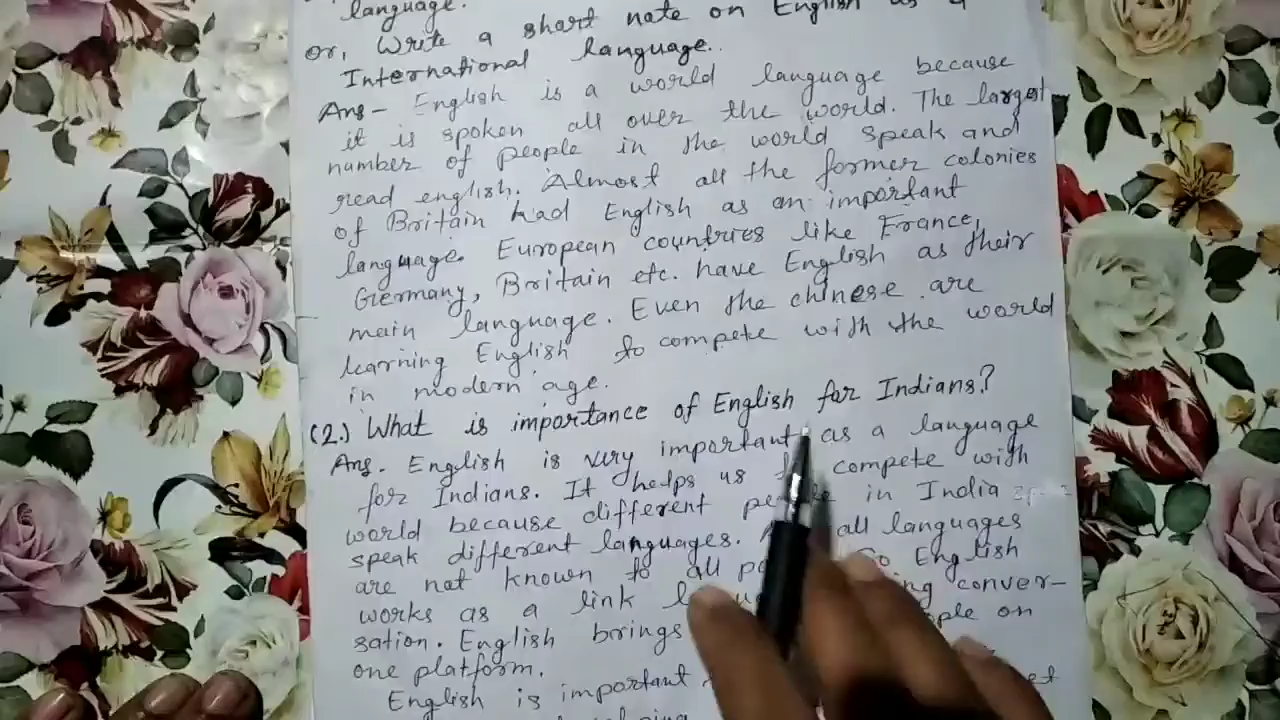 language.
or, Write a short note on English as a
International language.
Ans - English is a world language because
it is spoken all over the world. The largest
number of people in the world speak and
read english. Almost all the former colonies
of Britain had English as an important
language. European countries like France,
Germany, Britain etc. have English as their
main language. Even the chinese are
learning English to compete with the world
in modern age.
(2.) What is importance of English for Indians?
Ans. English is very important as a language
for Indians. It helps us compete with
world because different in India
speak different languages. all languages
are not known to all So English
works as a link conver-
sation. English brings on
one platform.
English is important